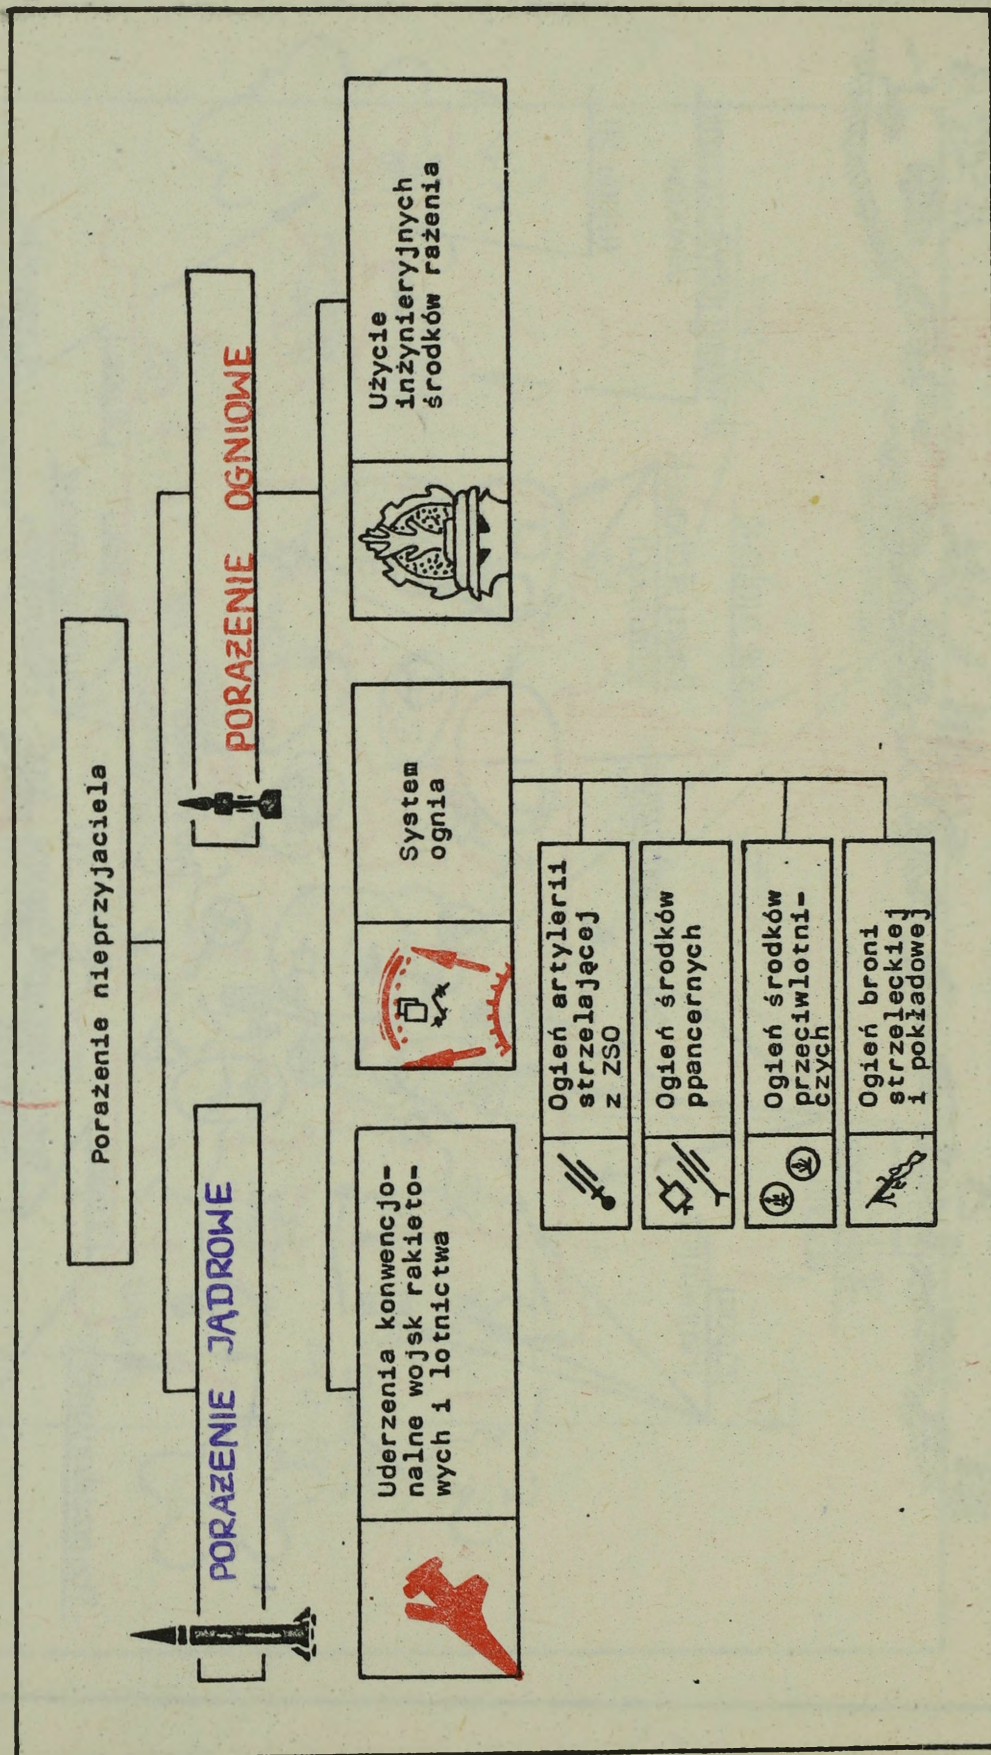 Porażenie nieprzyjaciela
PORAŻENIE JĄDROWE
PORAŻENIE OGNIOWE
Uderzenia konwencjo-
nalne wojsk rakieto-
wych i lotnictwa
System
ognia
Użycie
inżynieryjnych
środków rażenia
Ogień artylerii
strzelającej
z ZSO
Ogień środków
ppancernych
Ogień środków
przeciwlotni-
czych
Ogień broni
strzeleckiej
i pokładowej